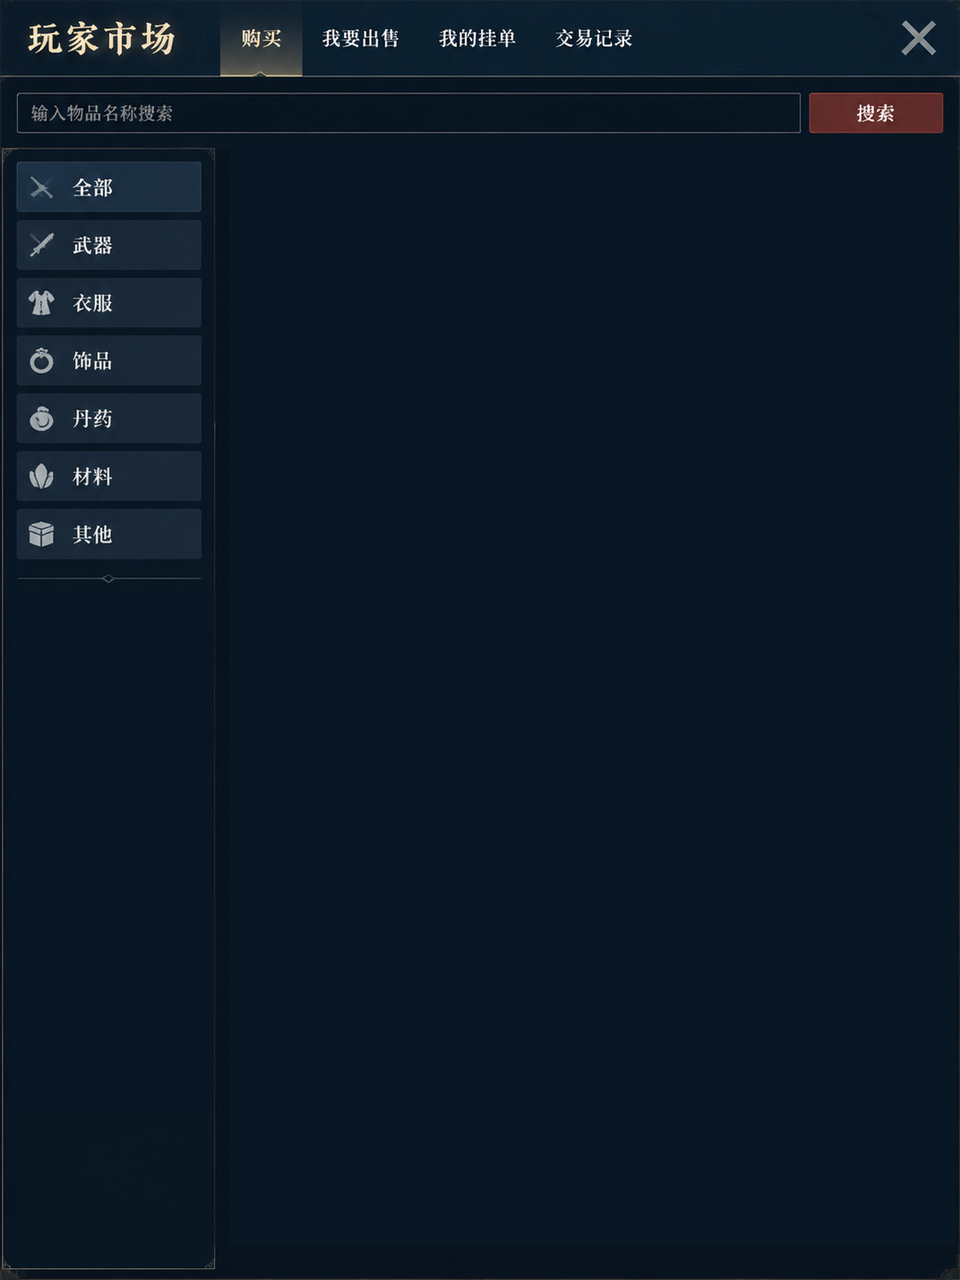 玩家市场
购买
我要出售
我的挂单
交易记录
输入物品名称搜索
搜索
全部
武器
衣服
饰品
丹药
材料
其他